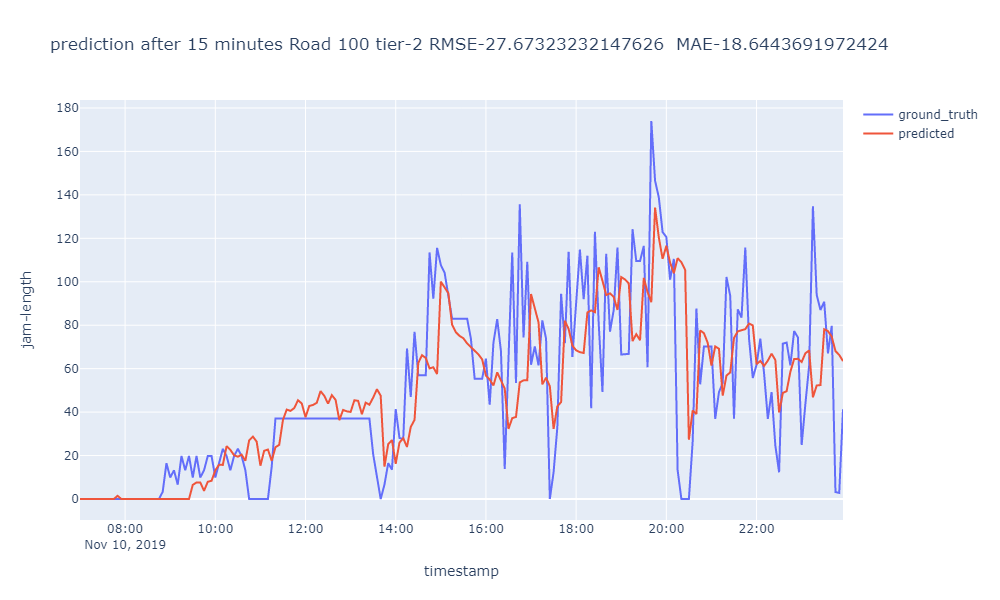 prediction after 15 minutes Road 100 tier-2 RMSE-27.67323232147626  MAE-18.6443691972424
ground_truth
predicted
180
160
140
120
100
80
60
40
20
0
jam-length
08:00 10:00 12:00 14:00 16:00 18:00 20:00 22:00
Nov 10, 2019
timestamp